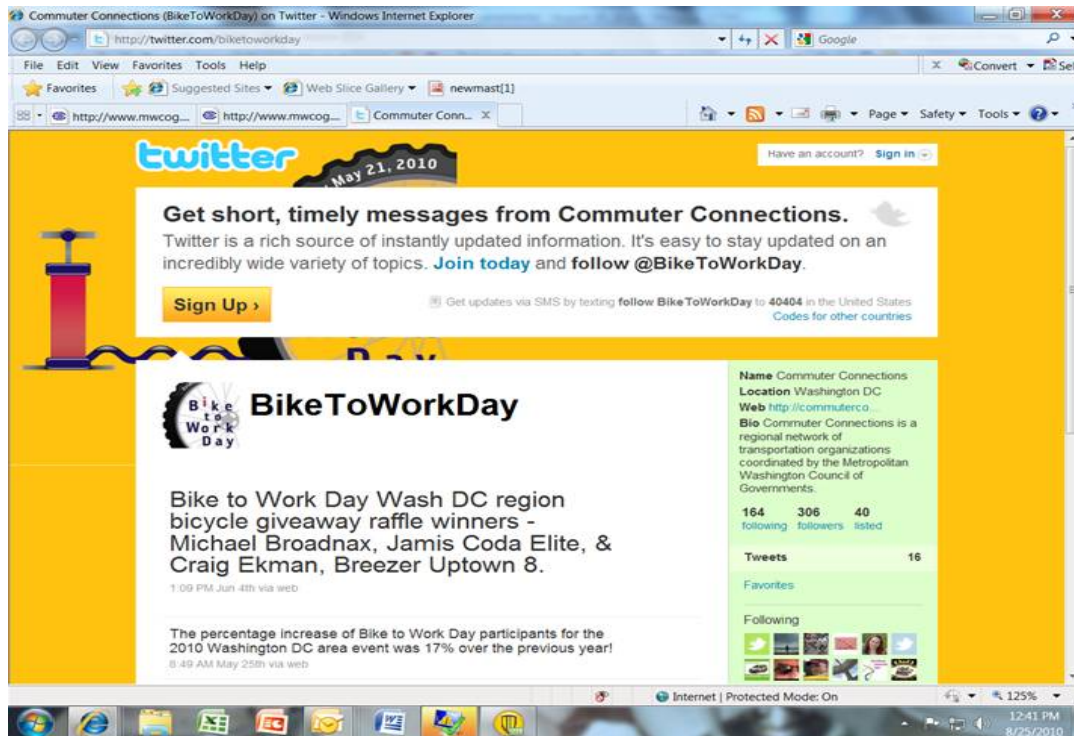 Commuter Connections (BikeToWorkDay) on Twitter - Windows Internet Explorer
http://twitter.com/biketoworkday
Google
File Edit View Favorites Tools Help
x Convert Sel
Favorites Suggested Sites Web Slice Gallery newmast[1]
http://www.mwcog... http://www.mwcog... Commuter Conn... X
Page Safety Tools
twitter
May 21, 2010
Have an account? Sign in
Get short, timely messages from Commuter Connections.
Twitter is a rich source of instantly updated information. It's easy to stay updated on an
incredibly wide variety of topics. Join today and follow @BikeToWorkDay.
Sign Up ›
Get updates via SMS by texting follow BikeToWorkDay to 40404 in the United States
Codes for other countries
Day
Bike
to
Work
Day
BikeToWorkDay
Bike to Work Day Wash DC region
bicycle giveaway raffle winners -
Michael Broadnax, Jamis Coda Elite, &
Craig Ekman, Breezer Uptown 8.
1:09 PM Jun 4th via web
The percentage increase of Bike to Work Day participants for the
2010 Washington DC area event was 17% over the previous year!
8:49 AM May 25th via web
Name Commuter Connections
Location Washington DC
Web http://commuterco...
Bio Commuter Connections is a
regional network of
transportation organizations
coordinated by the Metropolitan
Washington Council of
Governments.
164 306 40
following followers listed
Tweets 16
Favorites
Following
Internet | Protected Mode: On
125%
12:41 PM
8/25/2010